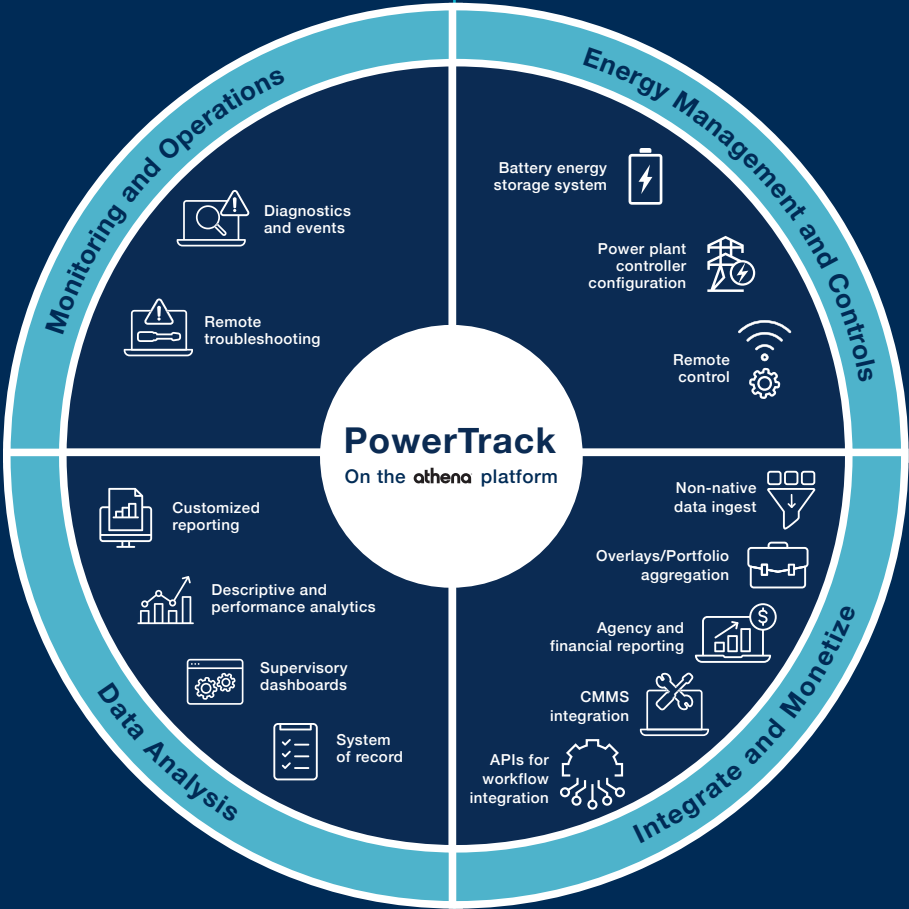 Monitoring and Operations
Diagnostics
and events
Remote
troubleshooting
Energy Management and Controls
Battery energy
storage system
Power plant
controller
configuration
Remote
control
PowerTrack
On the athena platform
Data Analysis
Customized
reporting
Descriptive and
performance analytics
Supervisory
dashboards
System
of record
Integrate and Monetize
Non-native
data ingest
Overlays/Portfolio
aggregation
$
Agency and
financial reporting
CMMS
integration
APIs for
workflow
integration